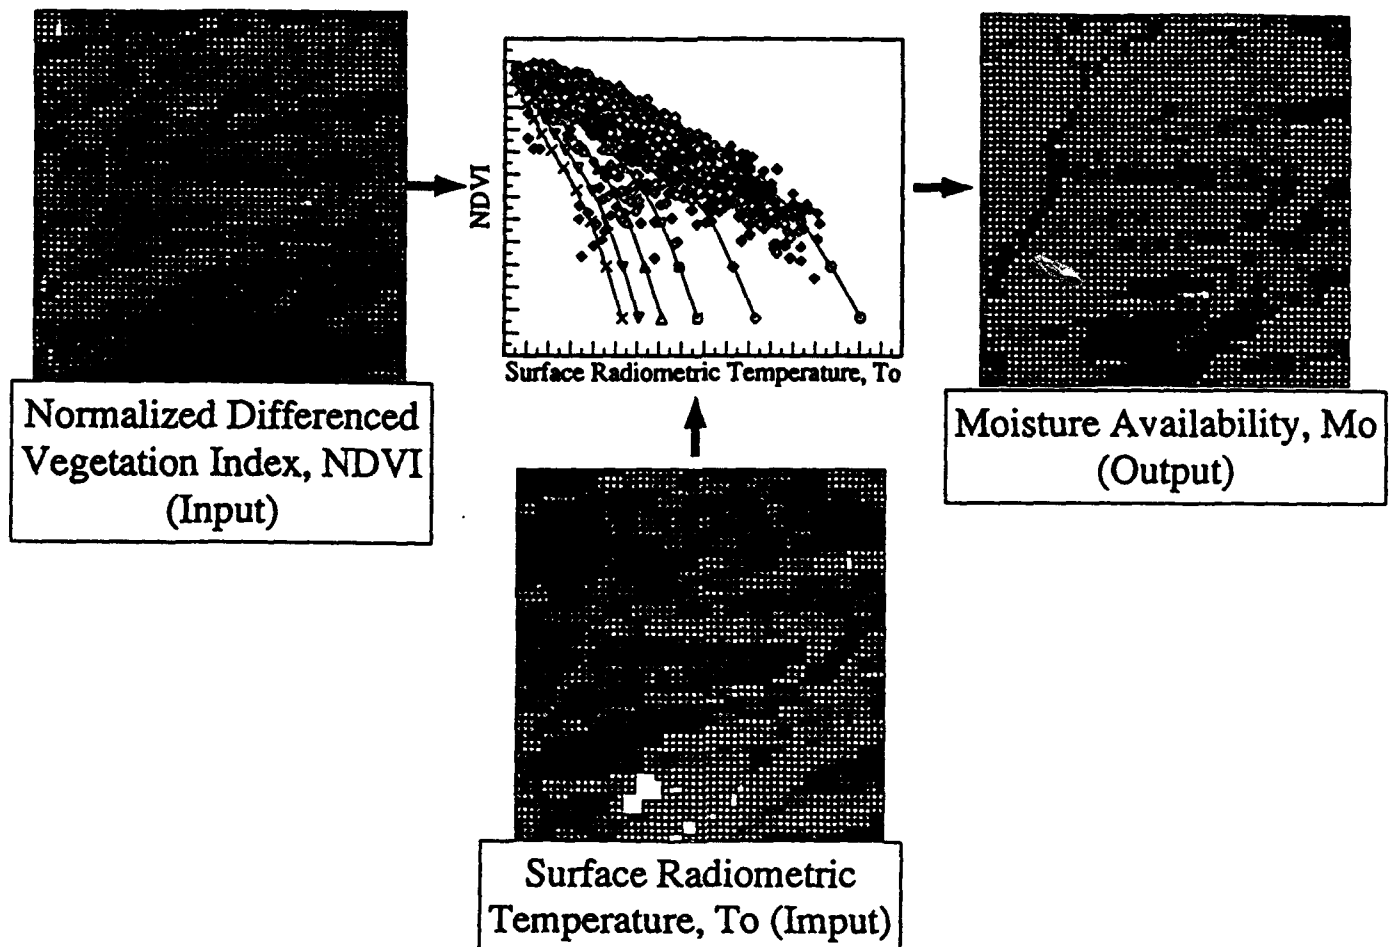 NDVI
Surface Radiometric Temperature, To
Normalized Differenced
Vegetation Index, NDVI
(Input)
Moisture Availability, Mo
(Output)
Surface Radiometric
Temperature, To (Imput)